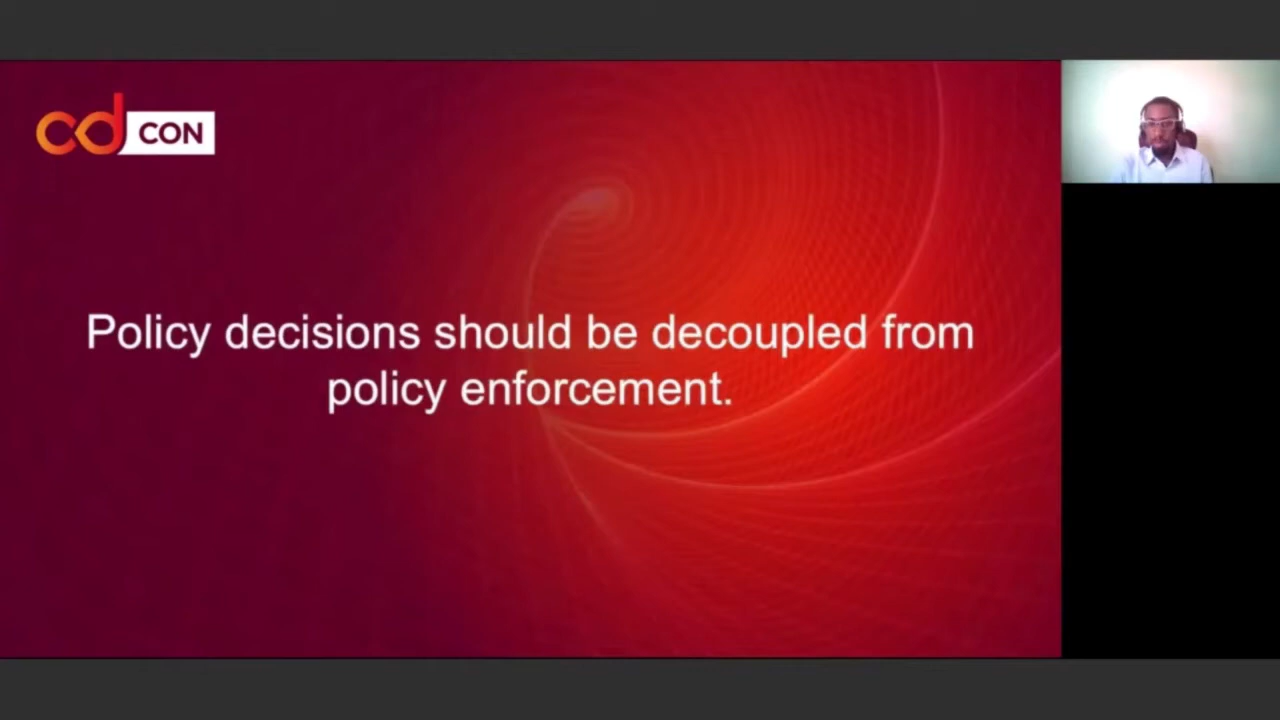 cd CON
Policy decisions should be decoupled from
policy enforcement.